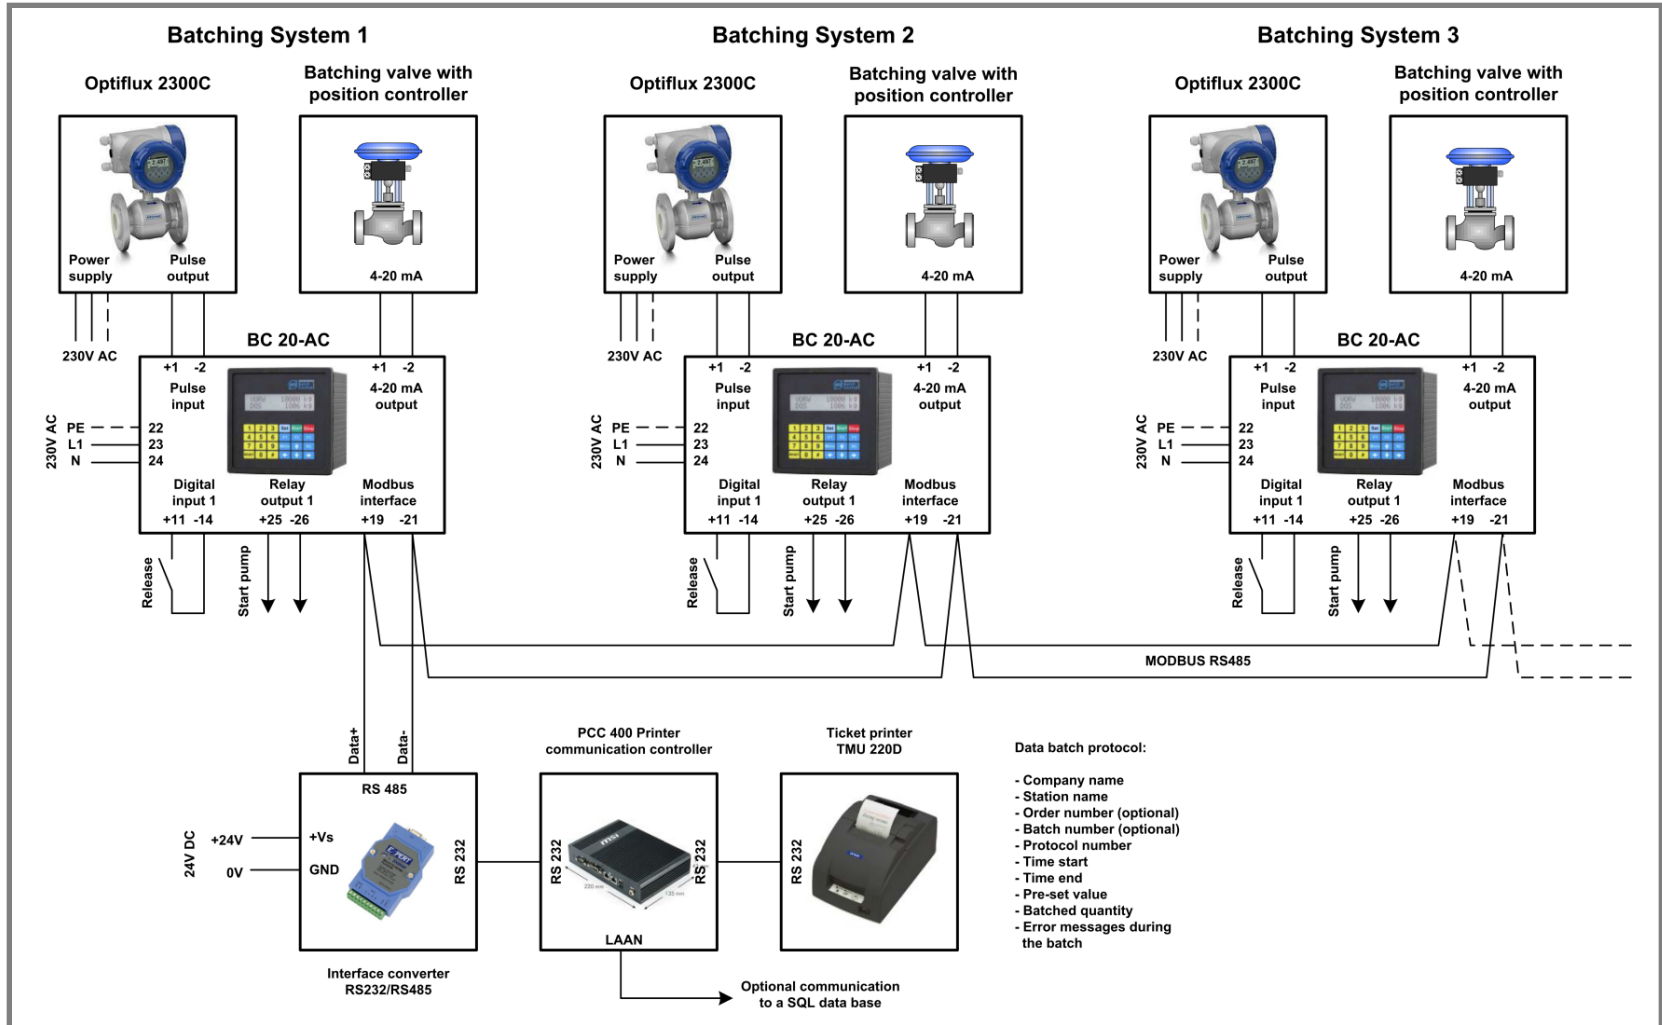 Batching System 1
Batching System 2
Batching System 3
Optiflux 2300C
Batching valve with
position controller
Optiflux 2300C
Batching valve with
position controller
Optiflux 2300C
Batching valve with
position controller
Power
supply
Pulse
output
4-20 mA
Power
supply
Pulse
output
4-20 mA
Power
supply
Pulse
output
4-20 mA
230V AC
BC 20-AC
230V AC
BC 20-AC
230V AC
BC 20-AC
+1 -2
+1 -2
Pulse
input
4-20 mA
output
230V AC
PE 22
L1 23
N 24
Digital
input 1
Relay
output 1
Modbus
interface
+11 -14
+25 -26
+19 -21
Release
Start pump
+1 -2
+1 -2
Pulse
input
4-20 mA
output
230V AC
PE 22
L1 23
N 24
Digital
input 1
Relay
output 1
Modbus
interface
+11 -14
+25 -26
+19 -21
Release
Start pump
+1 -2
+1 -2
Pulse
input
4-20 mA
output
230V AC
PE 22
L1 23
N 24
Digital
input 1
Relay
output 1
Modbus
interface
+11 -14
+25 -26
+19 -21
Release
Start pump
MODBUS RS485
Data+
Data-
RS 485
24V DC
+24V
+Vs
0V
GND
RS 232
Interface converter
RS232/RS485
PCC 400 Printer
communication controller
RS 232
msi
RS 232
LAAN
Optional communication
to a SQL data base
Ticket printer
TMU 220D
RS 232
Data batch protocol:
- Company name
- Station name
- Order number (optional)
- Batch number (optional)
- Protocol number
- Time start
- Time end
- Pre-set value
- Batched quantity
- Error messages during
the batch